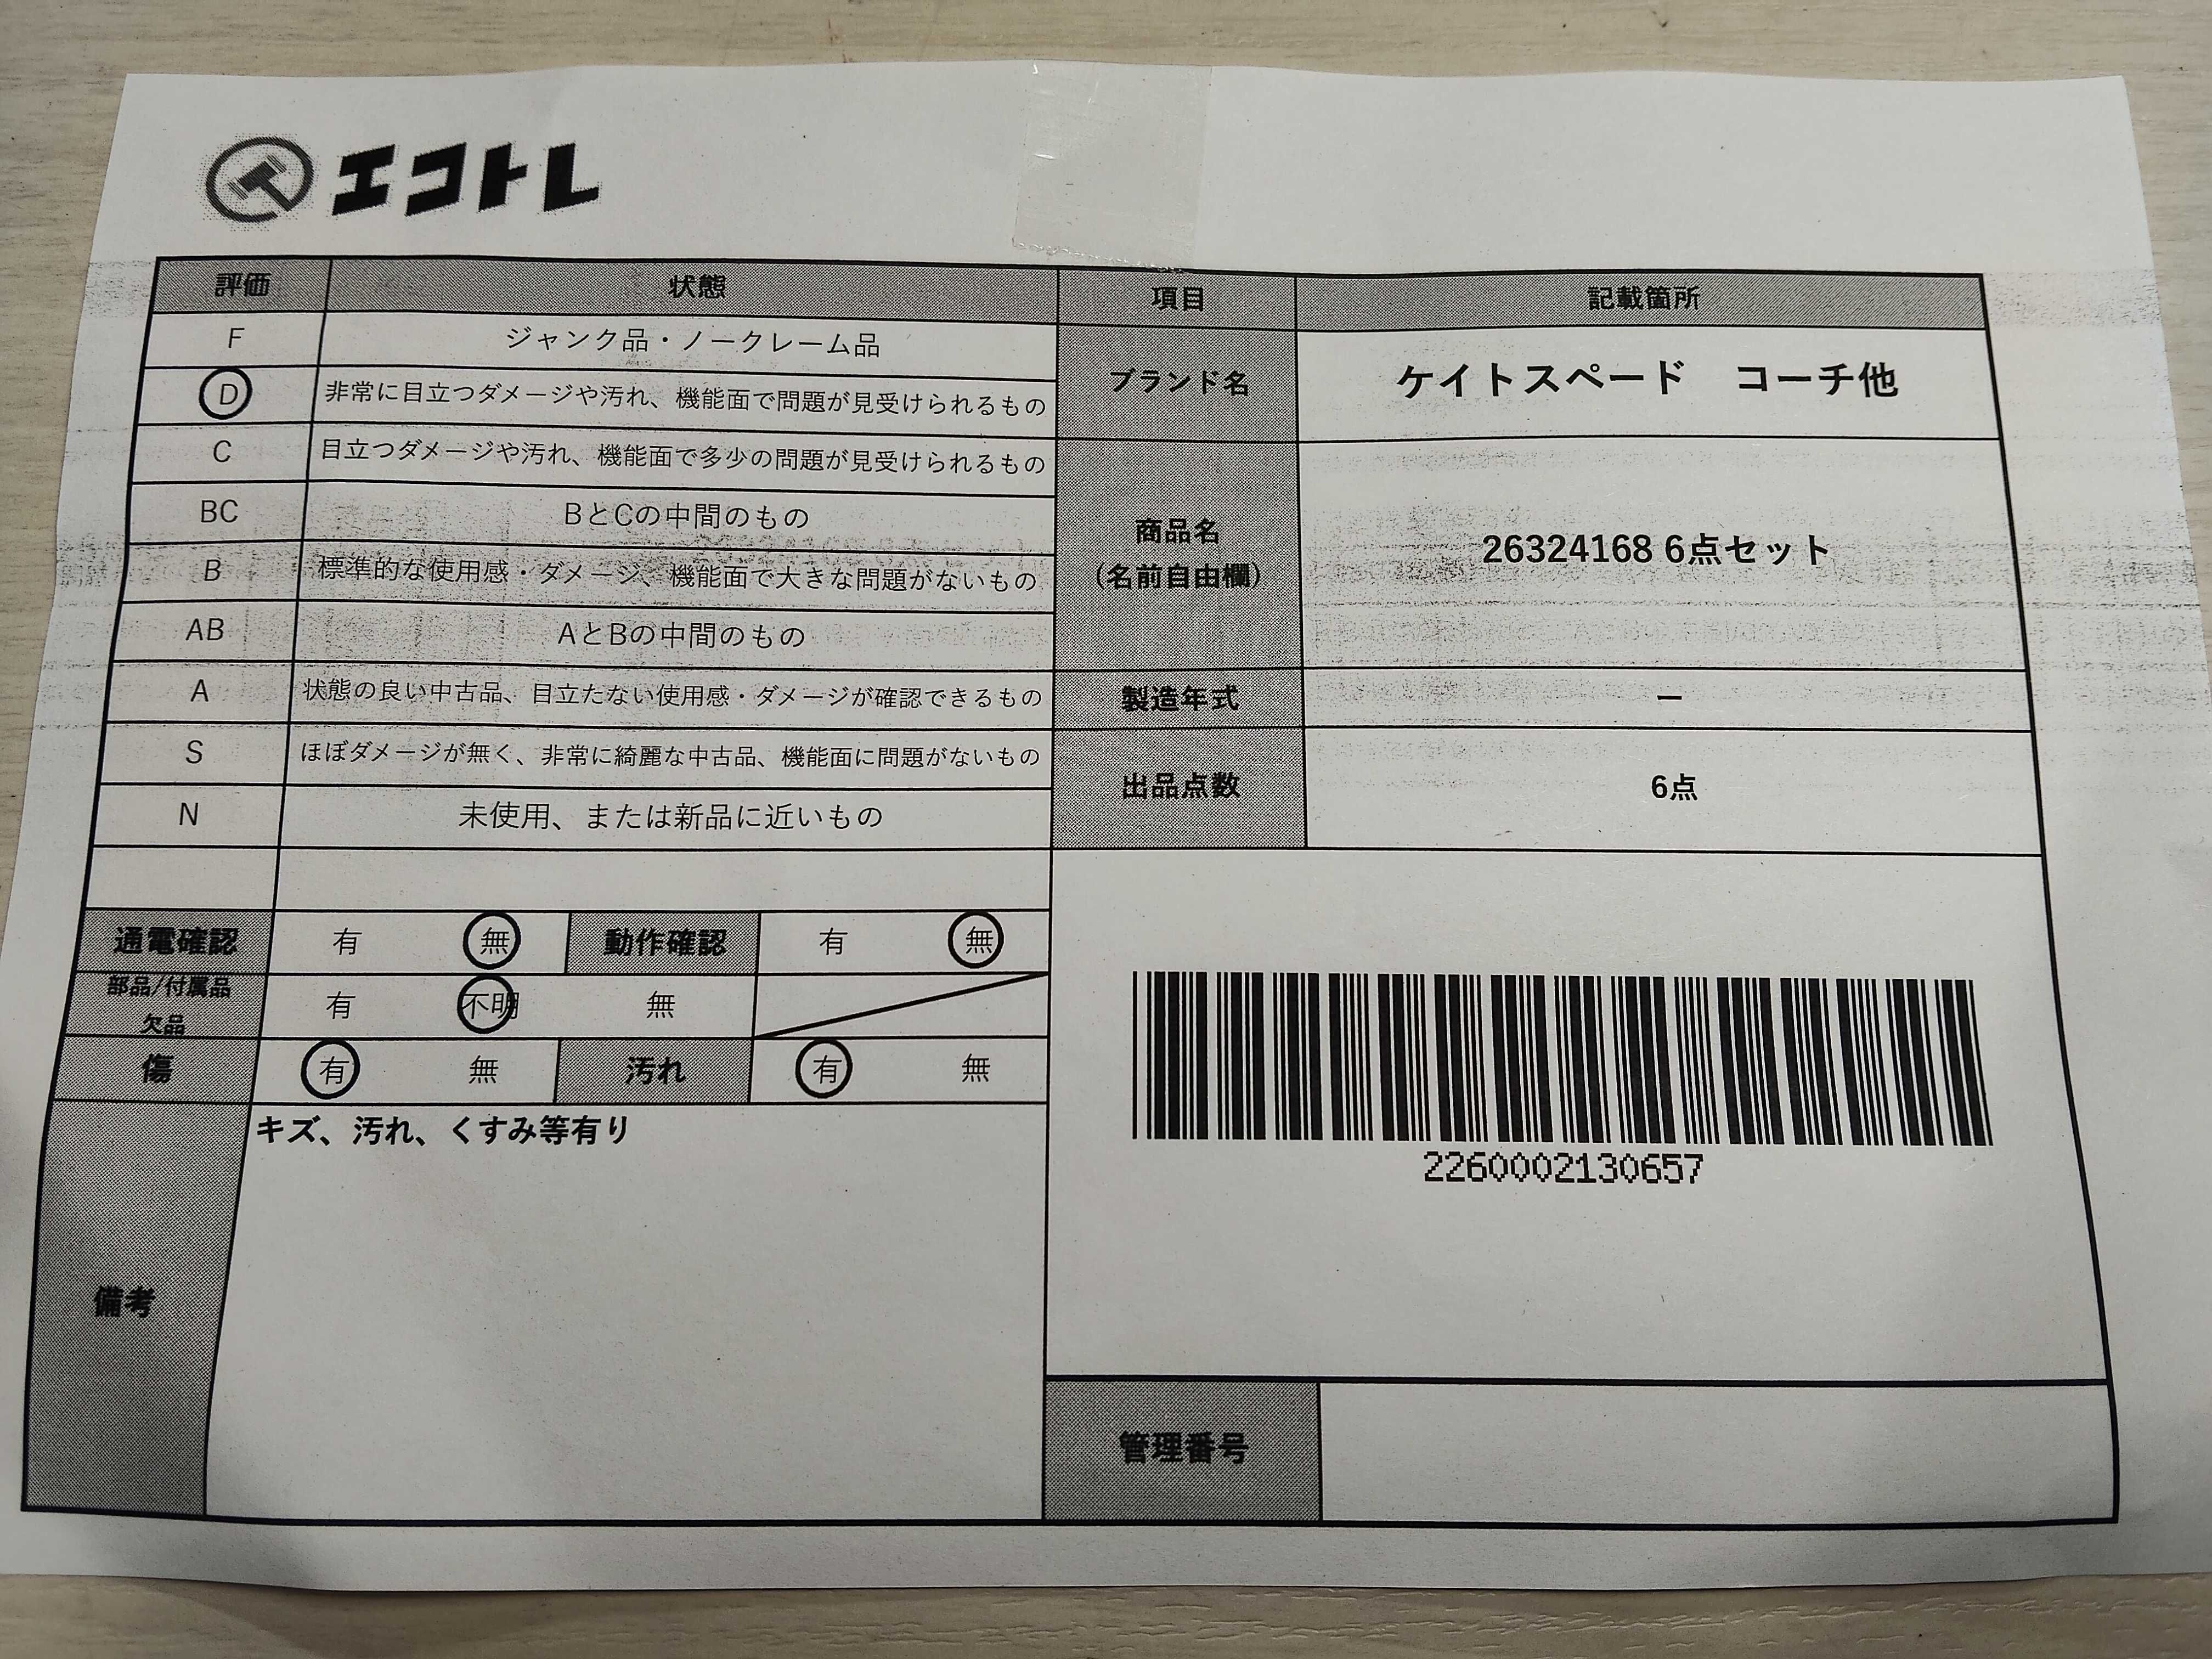 エコトレ
評価 状態
F ジャンク品・ノークレーム品
D 非常に目立つダメージや汚れ、機能面で問題が見受けられるもの
C 目立つダメージや汚れ、機能面で多少の問題が見受けられるもの
BC BとCの中間のもの
B 標準的な使用感・ダメージ、機能面で大きな問題がないもの
AB AとBの中間のもの
A 状態の良い中古品、目立たない使用感・ダメージが確認できるもの
S ほぼダメージが無く、非常に綺麗な中古品、機能面に問題がないもの
N 未使用、または新品に近いもの
通電確認 有 無 動作確認 有 無
部品/付属品
欠品 有 不明 無
傷 有 無 汚れ 有 無
備考 キズ、汚れ、くすみ等有り
項目 記載箇所
ブランド名 ケイトスペード コーチ他
商品名
(名前自由欄) 26324168 6点セット
製造年式 ー
出品点数 6点
2260002130657
管理番号